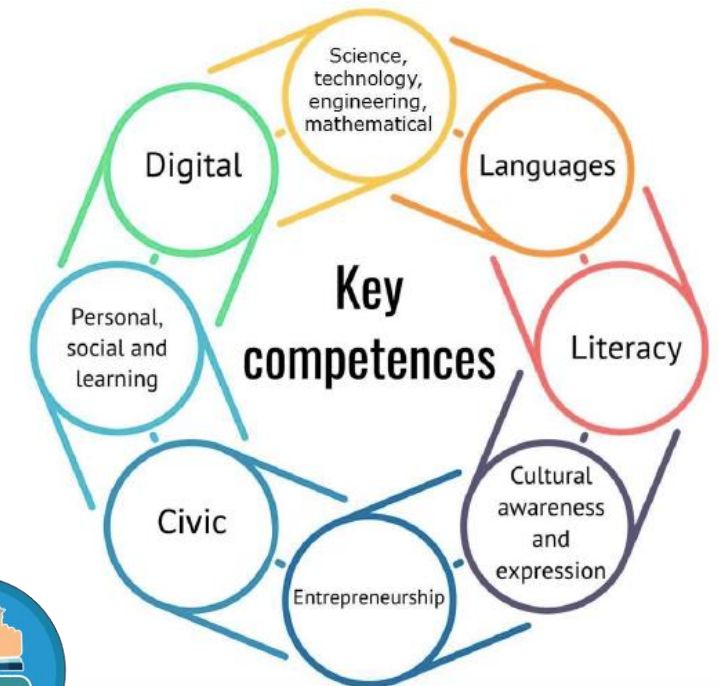 Key
competences
Science,
technology,
engineering,
mathematical
Languages
Literacy
Cultural
awareness
and
expression
Entrepreneurship
Civic
Personal,
social and
learning
Digital